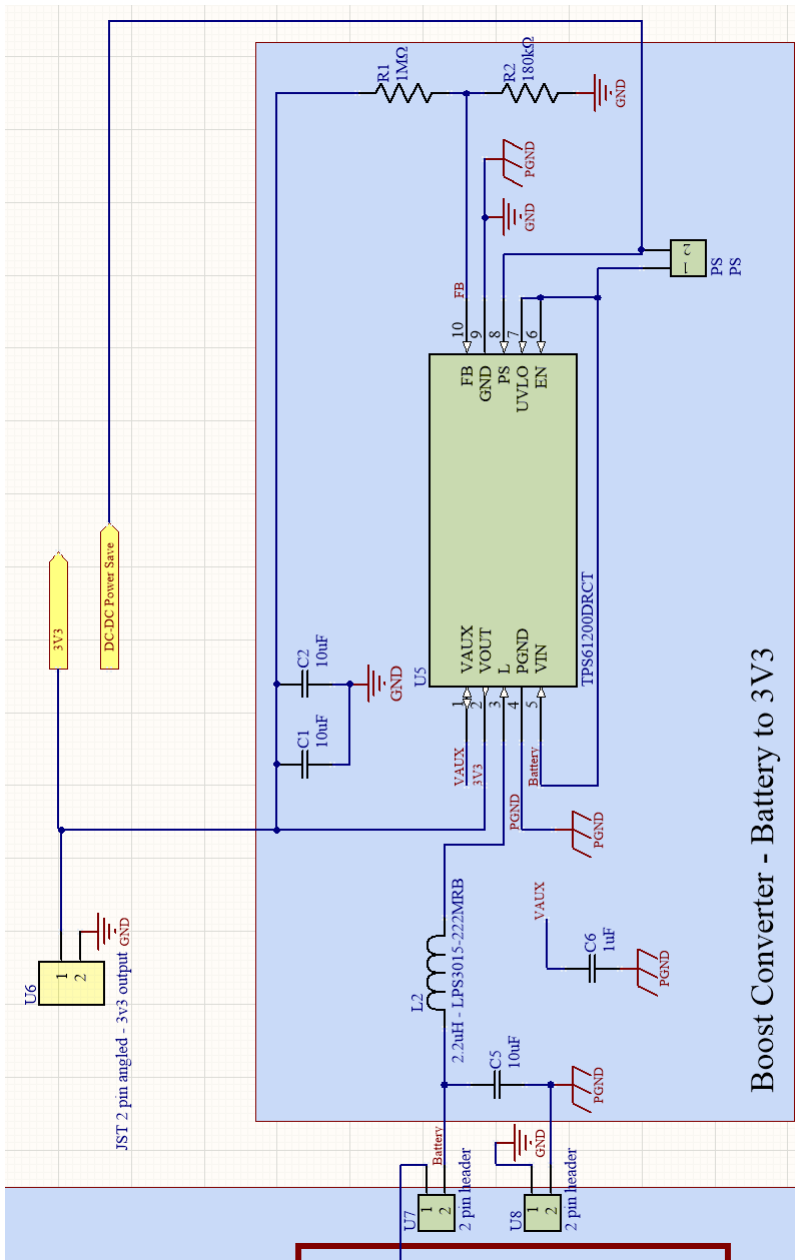 R1
1MΩ
R2
180kΩ
GND
PGND
GND
2
1
PS
PS
FB
10
9
8
7
6
FB
GND
PS
UVLO
EN
3V3
DC-DC Power Save
C2
10uF
C1
10uF
GND
U5
VAUX
VOUT
L
PGND
VIN
TPS61200DRCT
1
2
3
4
5
VAUX
3V3
PGND
Battery
PGND
U6
1
2
GND
JST 2 pin angled - 3v3 output
L2
2.2uH - LPS3015-222MRB
VAUX
C6
1uF
PGND
C5
10uF
PGND
Boost Converter - Battery to 3V3
Battery
GND
U7
1
2
2 pin header
U8
1
2
2 pin header